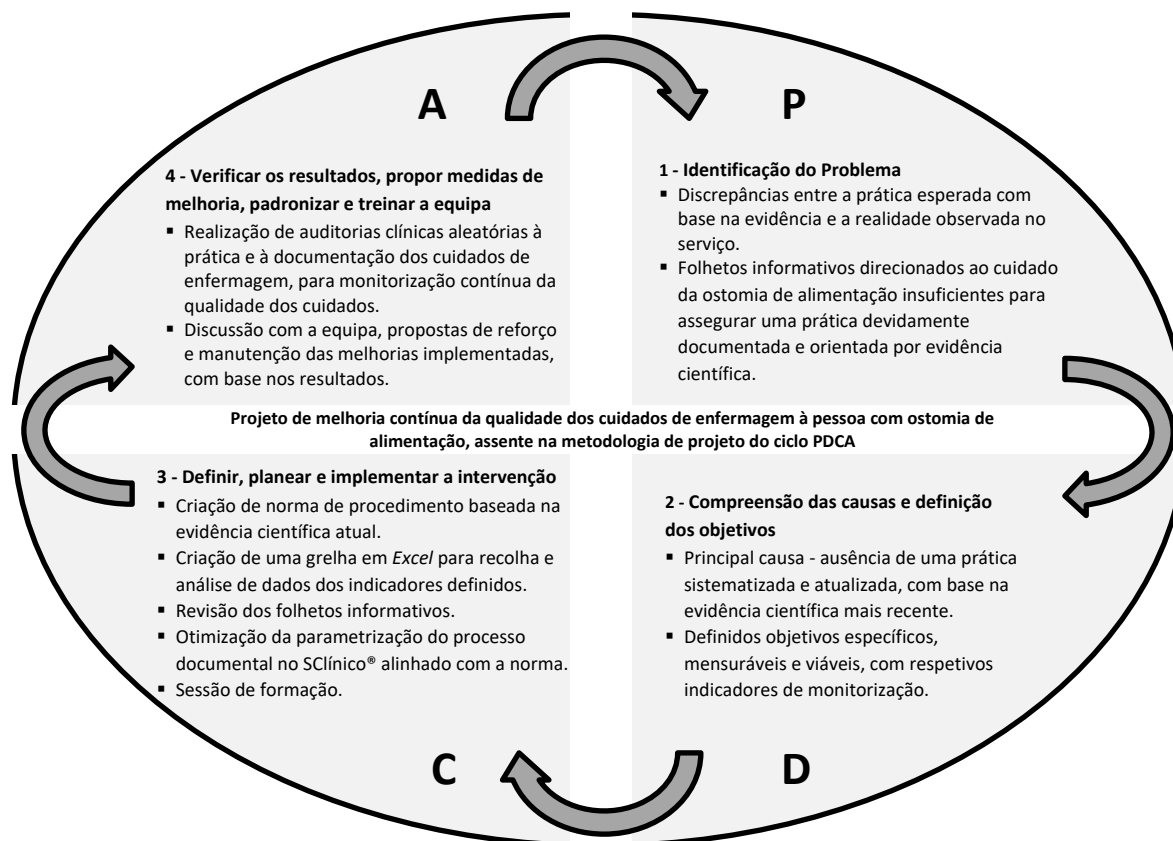 A
4 - Verificar os resultados, propor medidas de
melhoria, padronizar e treinar a equipa
▪ Realização de auditorias clínicas aleatórias à
prática e à documentação dos cuidados de
enfermagem, para monitorização contínua da
qualidade dos cuidados.
▪ Discussão com a equipa, propostas de reforço
e manutenção das melhorias implementadas,
com base nos resultados.
P
1 - Identificação do Problema
▪ Discrepâncias entre a prática esperada com
base na evidência e a realidade observada no
serviço.
▪ Folhetos informativos direcionados ao cuidado
da ostomia de alimentação insuficientes para
assegurar uma prática devidamente
documentada e orientada por evidência
científica.
Projeto de melhoria contínua da qualidade dos cuidados de enfermagem à pessoa com ostomia de
alimentação, assente na metodologia de projeto do ciclo PDCA
3 - Definir, planear e implementar a intervenção
▪ Criação de norma de procedimento baseada na
evidência científica atual.
▪ Criação de uma grelha em Excel para recolha e
análise de dados dos indicadores definidos.
▪ Revisão dos folhetos informativos.
▪ Otimização da parametrização do processo
documental no SClínico® alinhado com a norma.
▪ Sessão de formação.
C
2 - Compreensão das causas e definição
dos objetivos
▪ Principal causa - ausência de uma prática
sistematizada e atualizada, com base na
evidência científica mais recente.
▪ Definidos objetivos específicos,
mensuráveis e viáveis, com respetivos
indicadores de monitorização.
D